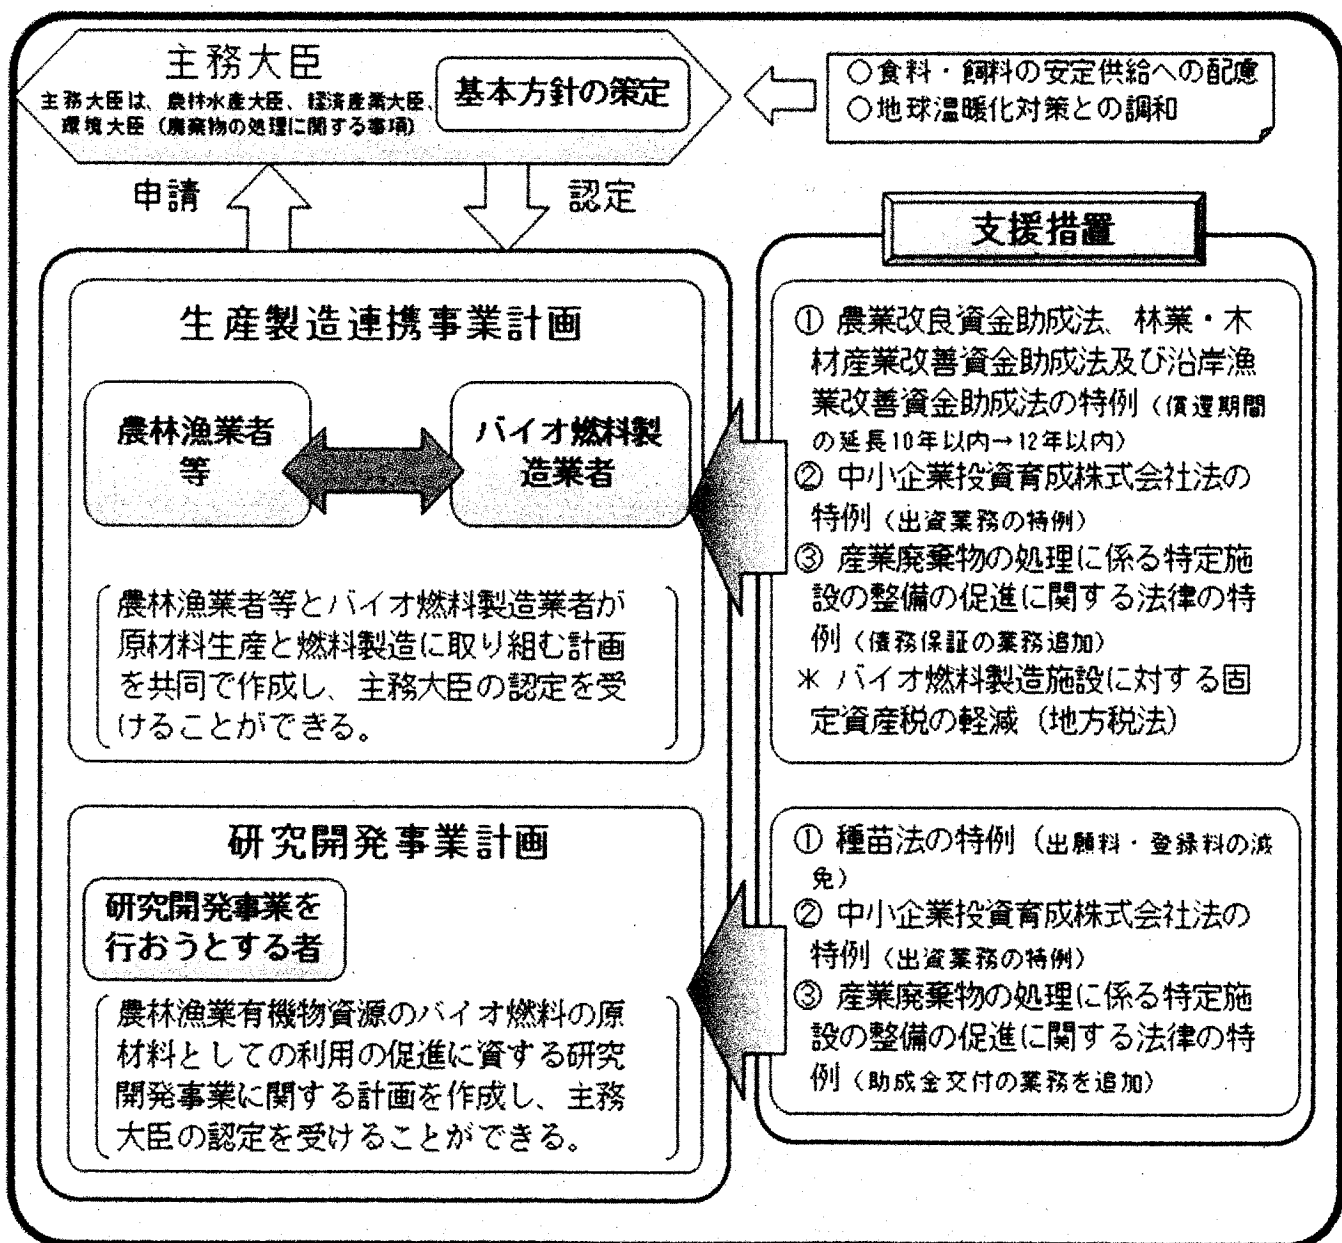 主務大臣
主務大臣は、農林水産大臣、経済産業大臣、
環境大臣（廃棄物の処理に関する事項）
基本方針の策定
○食料・飼料の安定供給への配慮
○地球温暖化対策との調和
申請
認定
生産製造連携事業計画
農林漁業者
等
バイオ燃料製
造業者
農林漁業者等とバイオ燃料製造業者が
原材料生産と燃料製造に取り組む計画
を共同で作成し、主務大臣の認定を受
けることができる。
研究開発事業計画
研究開発事業を
行おうとする者
農林漁業有機物資源のバイオ燃料の原
材料としての利用の促進に資する研究
開発事業に関する計画を作成し、主務
大臣の認定を受けることができる。
支援措置
① 農業改良資金助成法、林業・木
材産業改善資金助成法及び沿岸漁
業改善資金助成法の特例（償還期間
の延長10年以内→12年以内）
② 中小企業投資育成株式会社法の
特例（出資業務の特例）
③ 産業廃棄物の処理に係る特定施
設の整備の促進に関する法律の特
例（債務保証の業務追加）
＊ バイオ燃料製造施設に対する固
定資産税の軽減（地方税法）
① 種苗法の特例（出願料・登録料の減
免）
② 中小企業投資育成株式会社法の
特例（出資業務の特例）
③ 産業廃棄物の処理に係る特定施
設の整備の促進に関する法律の特
例（助成金交付の業務を追加）